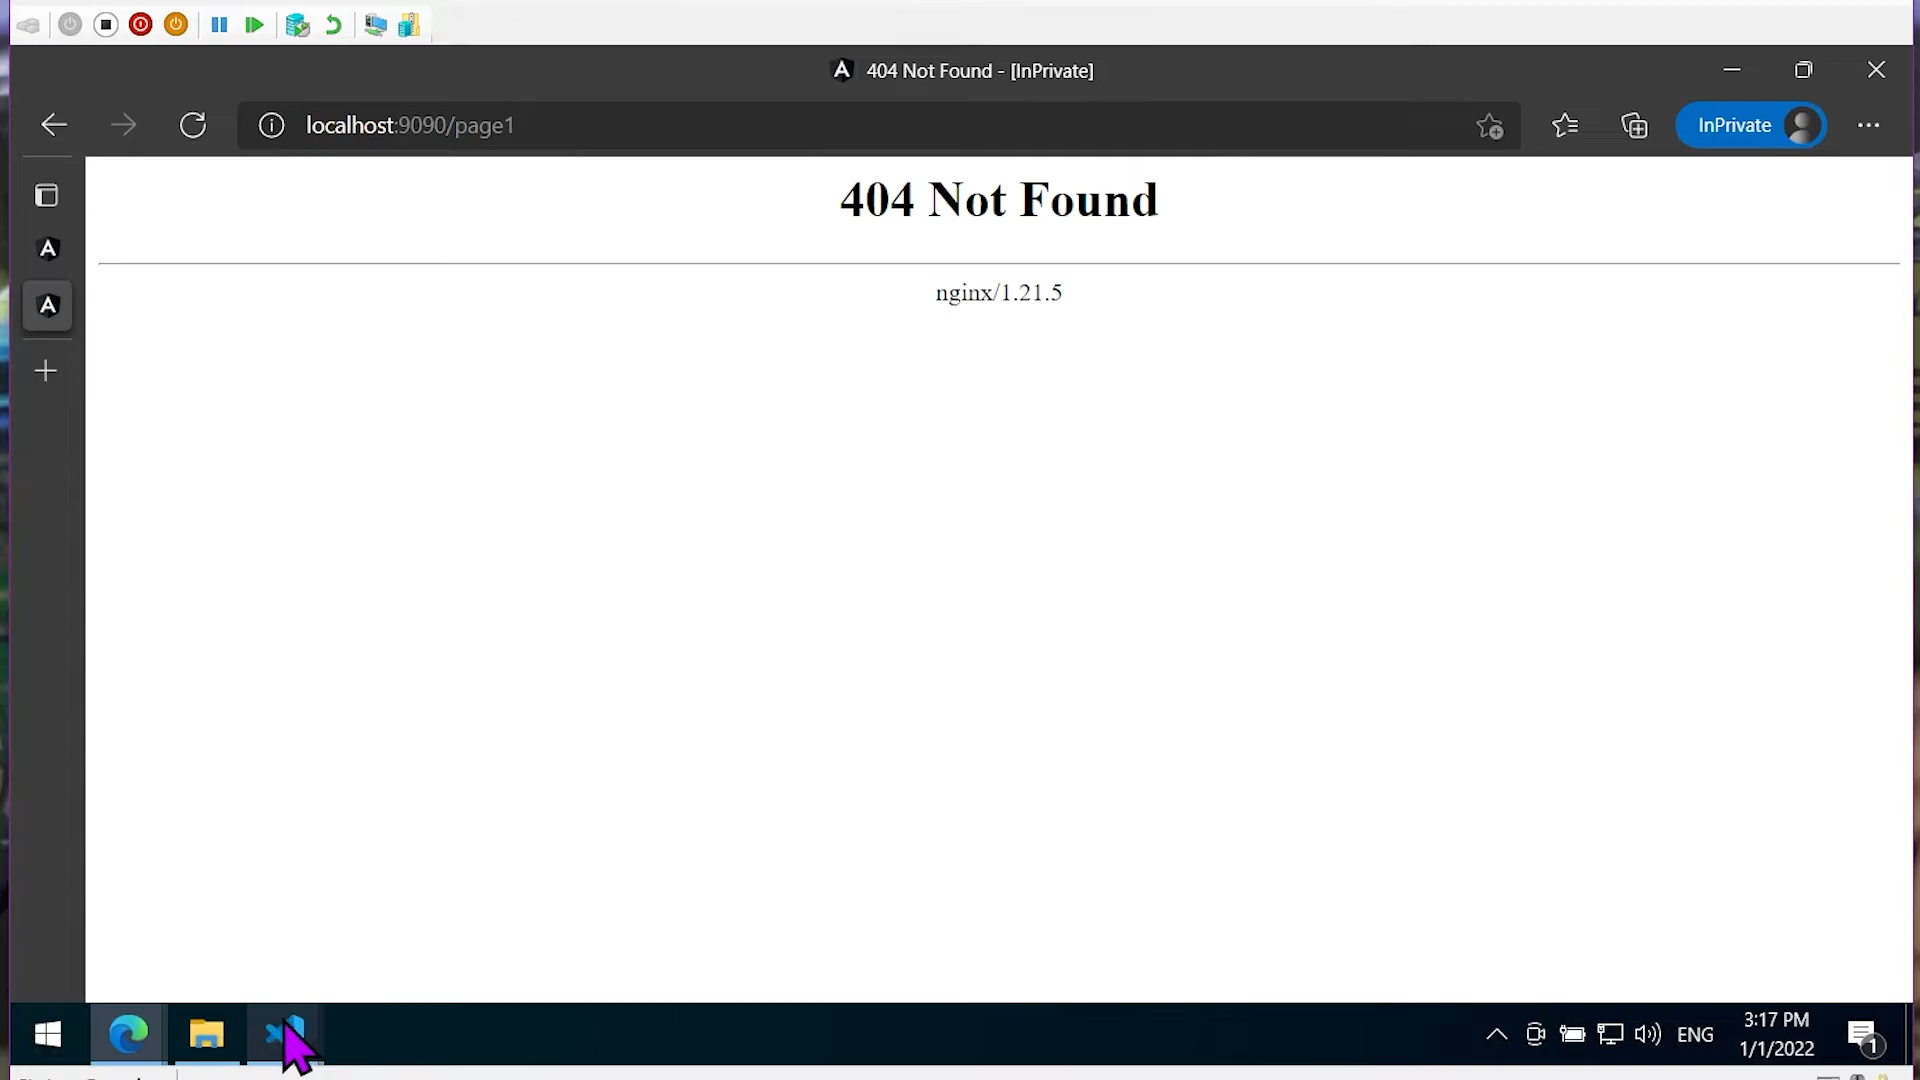 404 Not Found - [InPrivate]
localhost:9090/page1
InPrivate
404 Not Found
nginx/1.21.5
ENG
3:17 PM
1/1/2022
1